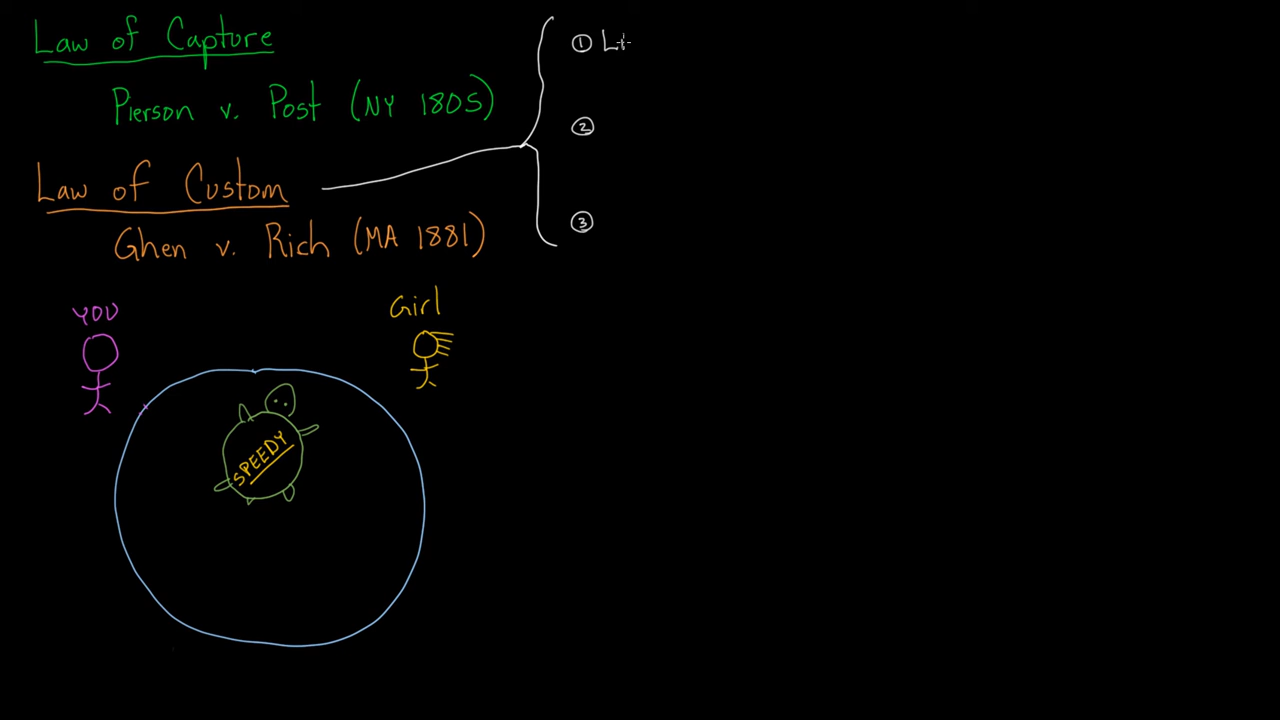 Law of Capture
Pierson v. Post (NY 1805)
Law of Custom
Ghen v. Rich (MA 1881)
① Li
②
③
YOU
Girl
SPEEDY